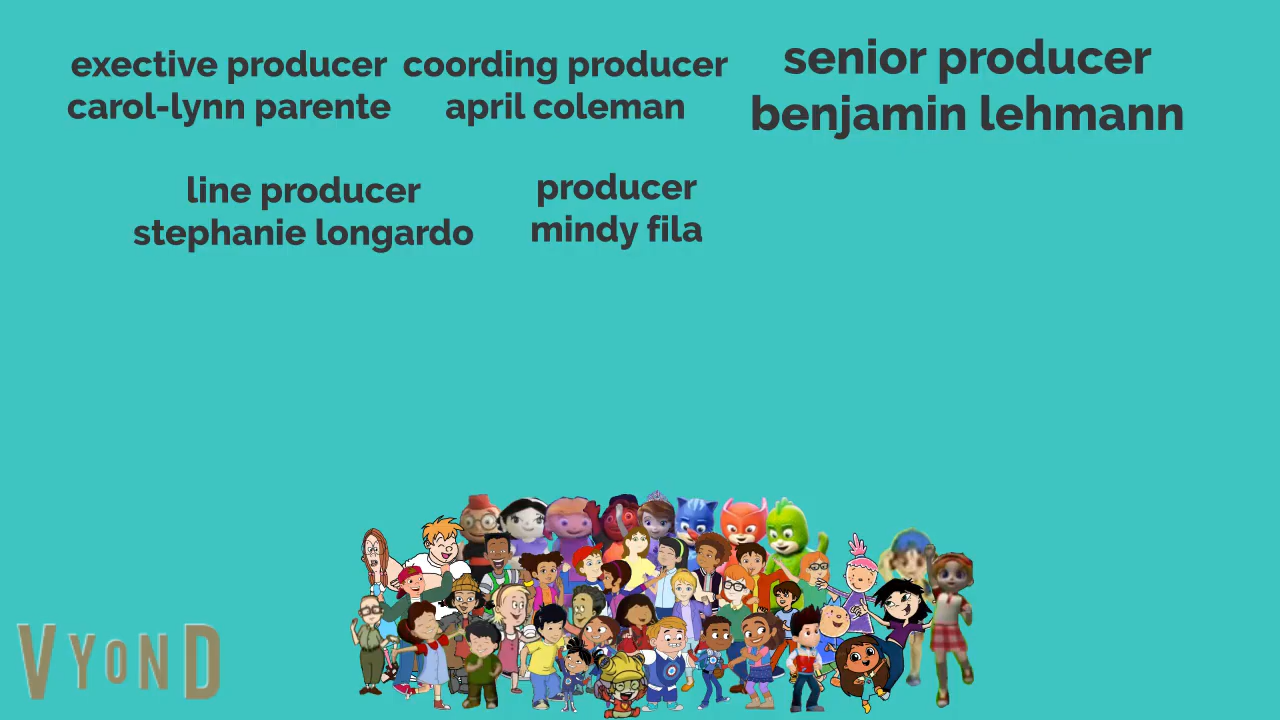 exective producer
carol-lynn parente
coording producer
april coleman
senior producer
benjamin lehmann
line producer
stephanie longardo
producer
mindy fila
VYOND